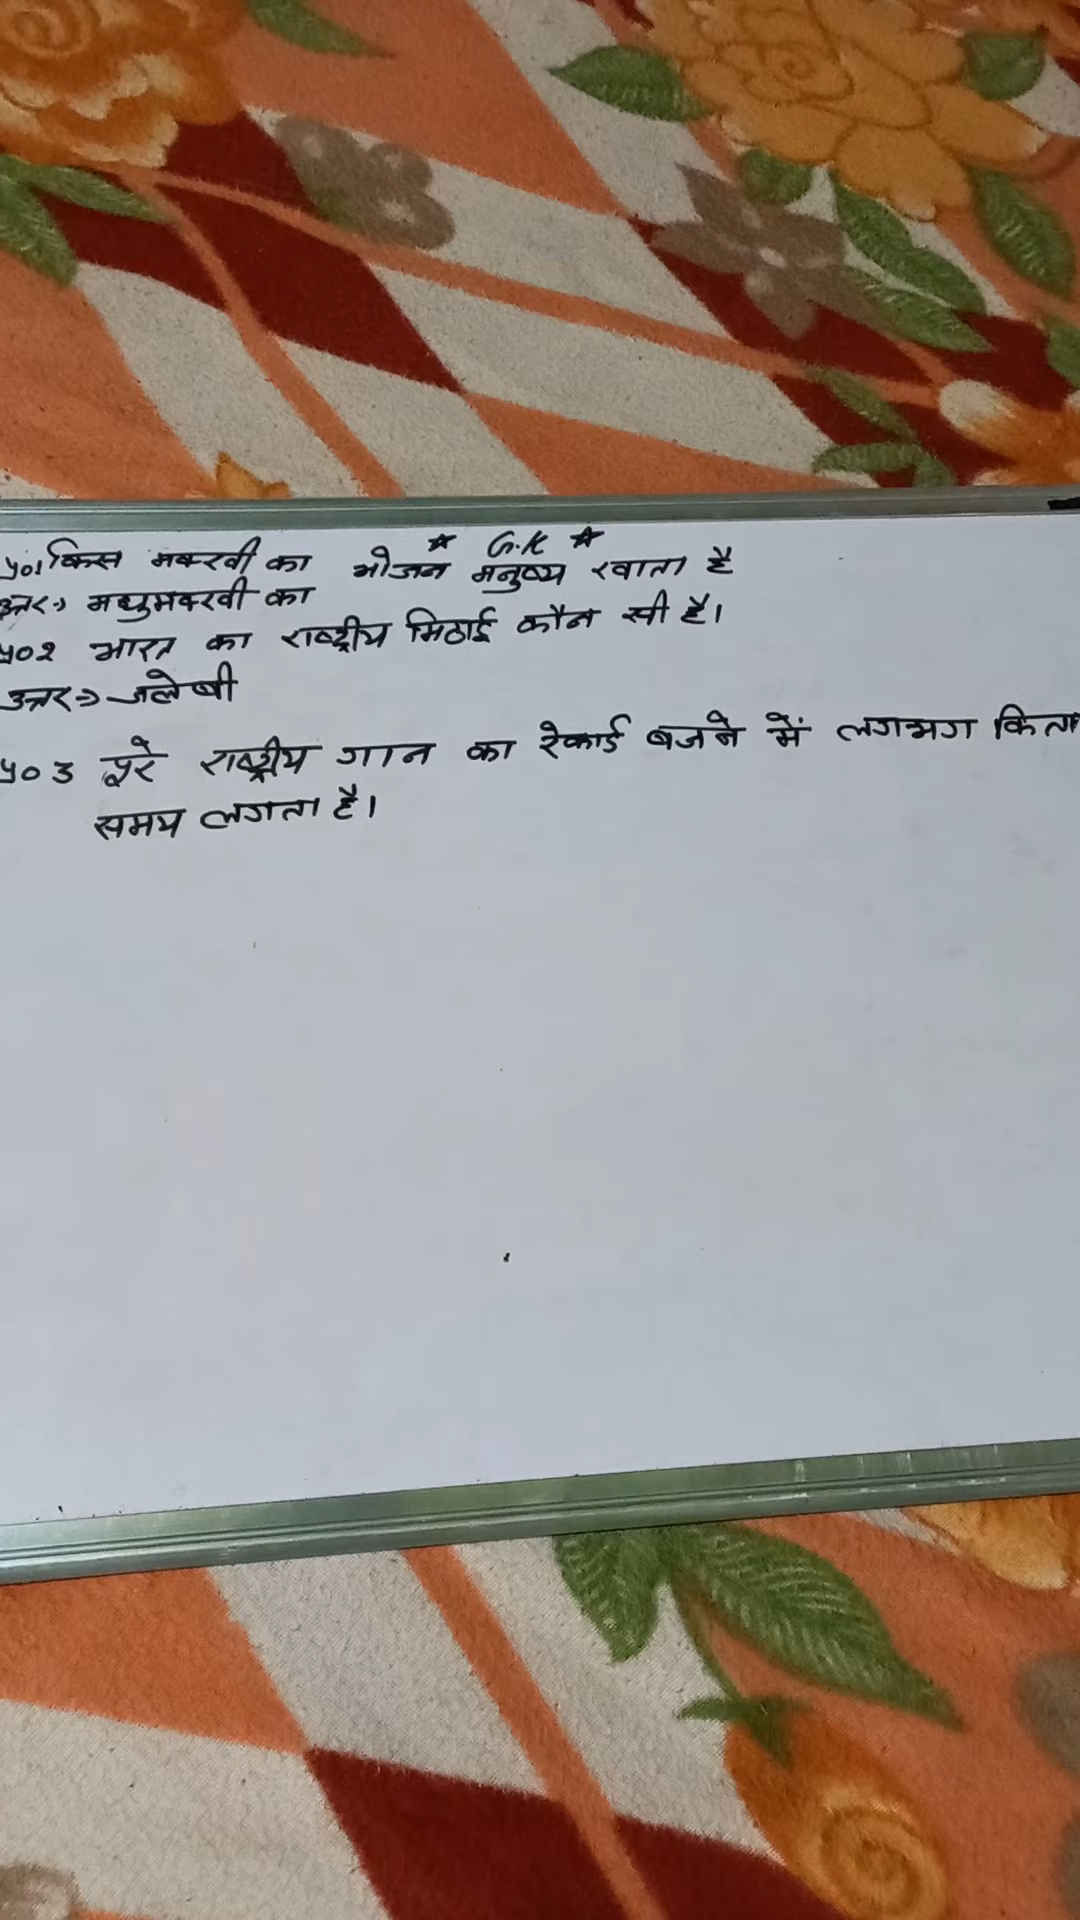 ☆ G.K ☆
प्र०1 किस मक्खी का भोजन मनुष्य खाता है
उत्तर⇒ मधुमक्खी का
प्र०2 भारत का राष्ट्रीय मिठाई कौन सी है।
उत्तर⇒ जलेबी
प्र०3 पूरे राष्ट्रीय गान का रेकार्ड बजने में लगभग कितना
समय लगता है।